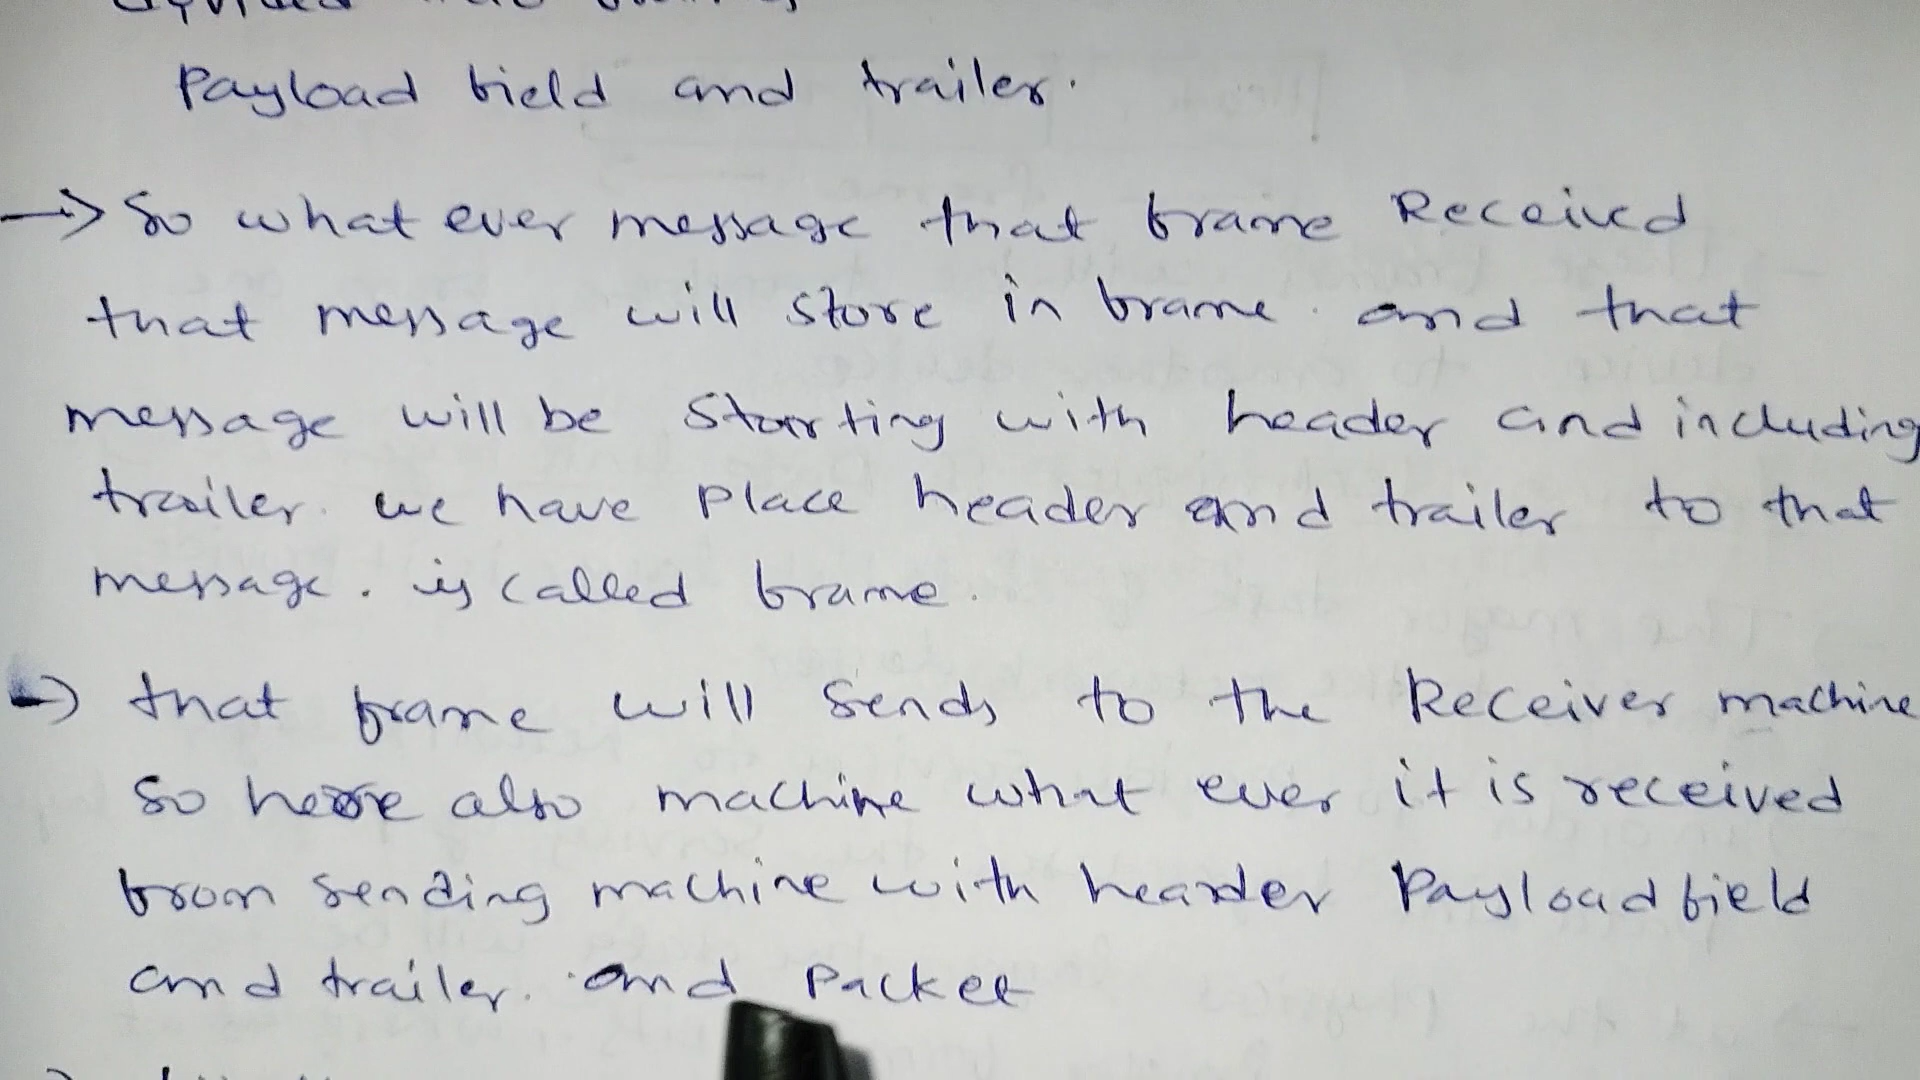 Payload field and trailer.
→ So what ever message that frame Received
that message will store in frame. and that
message will be starting with header and including
trailer. we have place header and trailer to that
message. is called frame.
→ that frame will sends to the Receiver machine
so here also machine what ever it is received
from sending machine with hearder Payload field
and trailer. and Packet